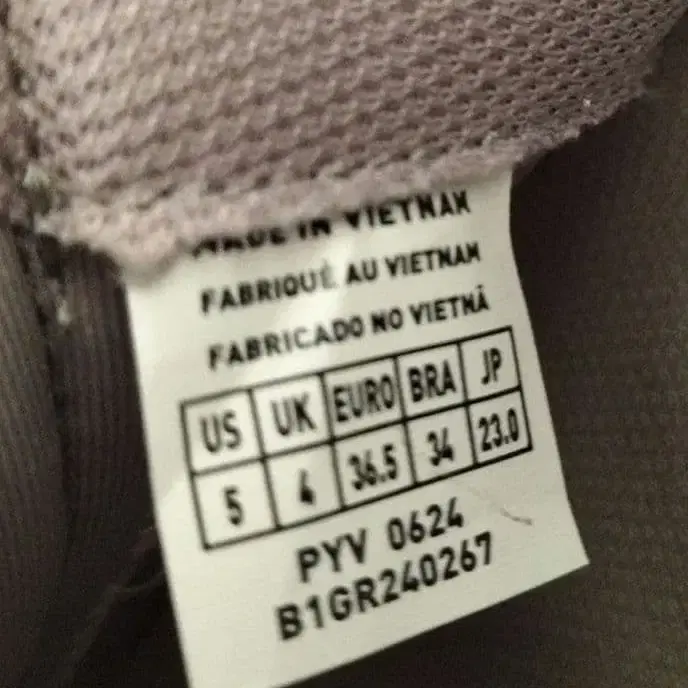 MADE IN VIETNAM
FABRIQUÉ AU VIETNAM
FABRICADO NO VIETNÃ
US UK EURO BRA JP
5 4 36.5 34 23.0
PYV 0624
B1GR240267